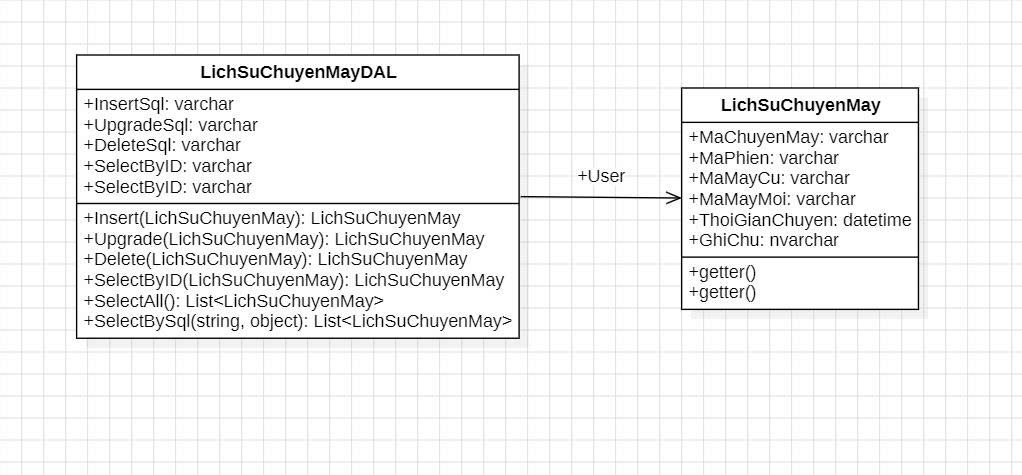 LichSuChuyenMayDAL
+InsertSql: varchar
+UpgradeSql: varchar
+DeleteSql: varchar
+SelectByID: varchar
+SelectByID: varchar
+Insert(LichSuChuyenMay): LichSuChuyenMay
+Upgrade(LichSuChuyenMay): LichSuChuyenMay
+Delete(LichSuChuyenMay): LichSuChuyenMay
+SelectByID(LichSuChuyenMay): LichSuChuyenMay
+SelectAll(): List<LichSuChuyenMay>
+SelectBySql(string, object): List<LichSuChuyenMay>
+User
LichSuChuyenMay
+MaChuyenMay: varchar
+MaPhien: varchar
+MaMayCu: varchar
+MaMayMoi: varchar
+ThoiGianChuyen: datetime
+GhiChu: nvarchar
+getter()
+getter()